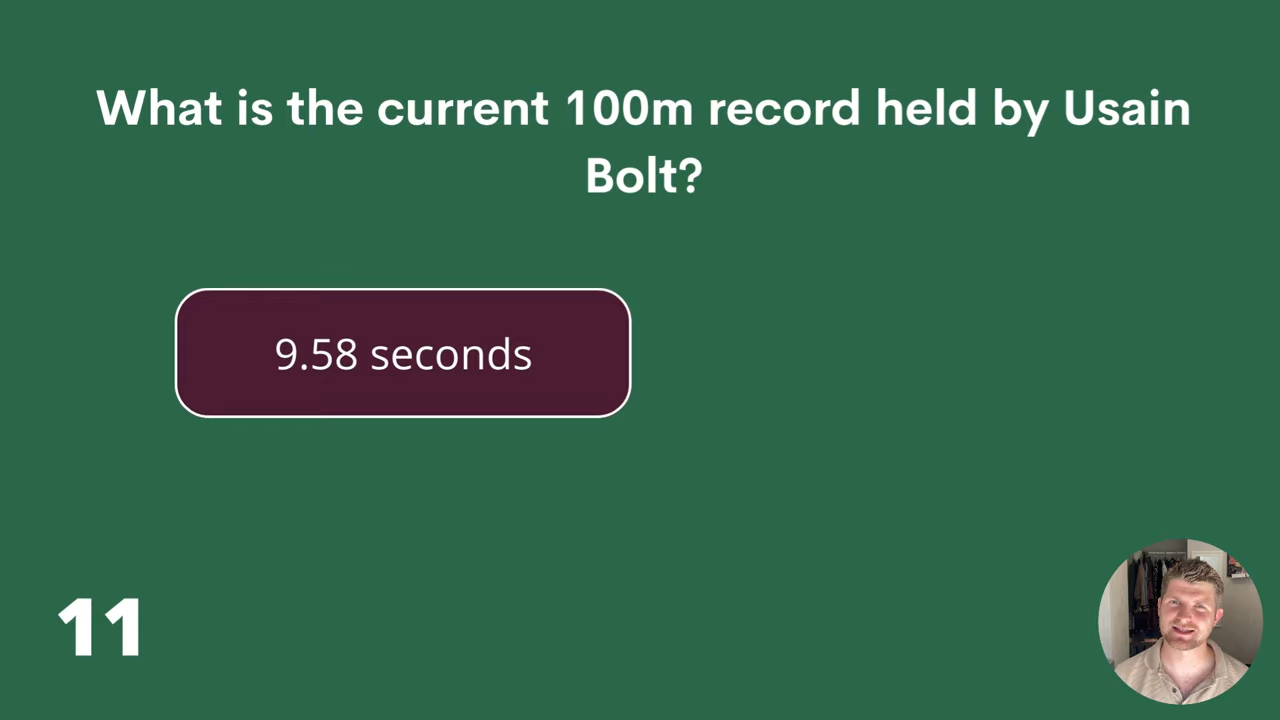 What is the current 100m record held by Usain
Bolt?
9.58 seconds
11